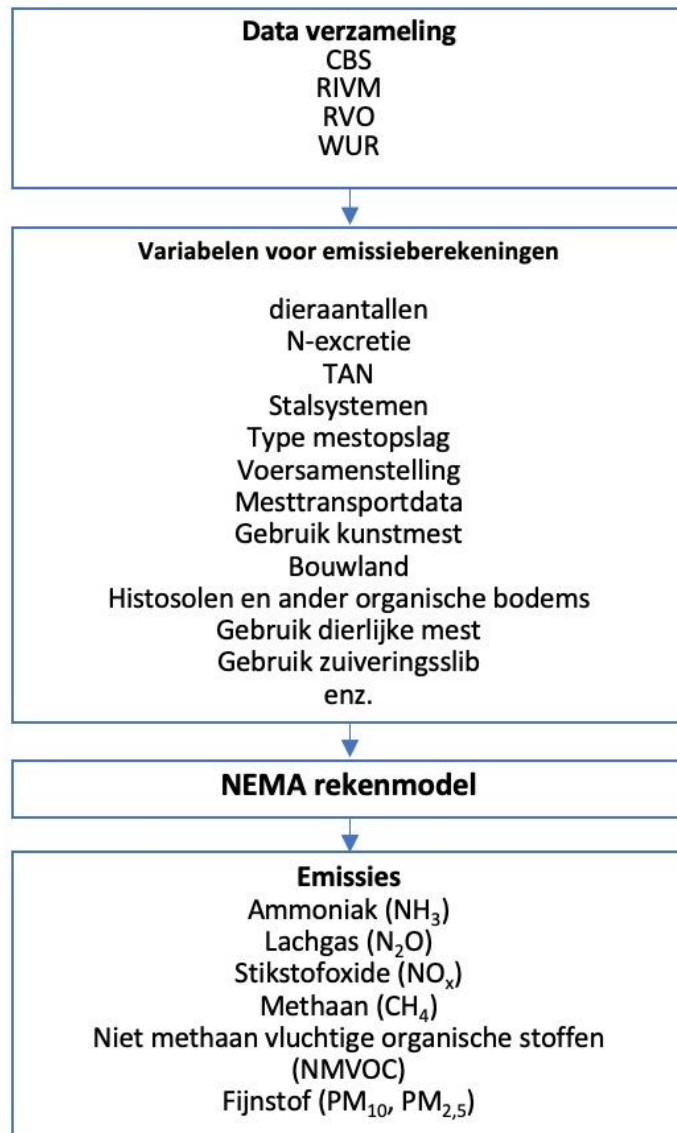 Data verzameling
CBS
RIVM
RVO
WUR
Variabelen voor emissieberekeningen
dieraantallen
N-excretie
TAN
Stalsystemen
Type mestopslag
Voersamenstelling
Mesttransportdata
Gebruik kunstmest
Bouwland
Histosolen en ander organische bodems
Gebruik dierlijke mest
Gebruik zuiveringsslib
enz.
NEMA rekenmodel
Emissies
Ammoniak (NH₃)
Lachgas (N₂O)
Stikstofoxide (NOₓ)
Methaan (CH₄)
Niet methaan vluchtige organische stoffen
(NMVOC)
Fijnstof (PM₁₀, PM₂,₅)